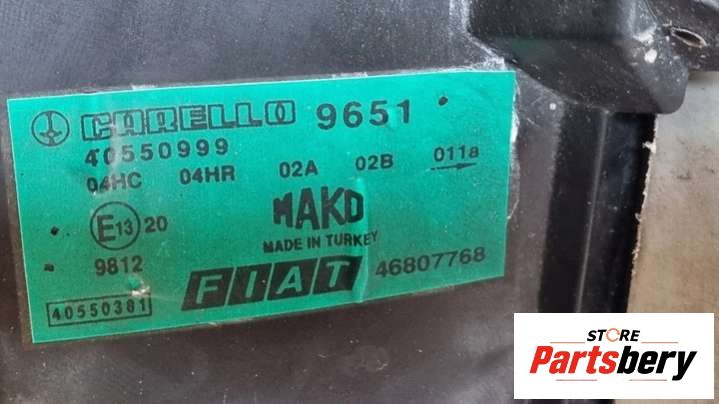 CARELLO 9651
40550999
04HC 04HR 02A 02B 011a
E13 20
MAKO
MADE IN TURKEY
9812
FIAT 46807768
40550381
STORE
Partsbery